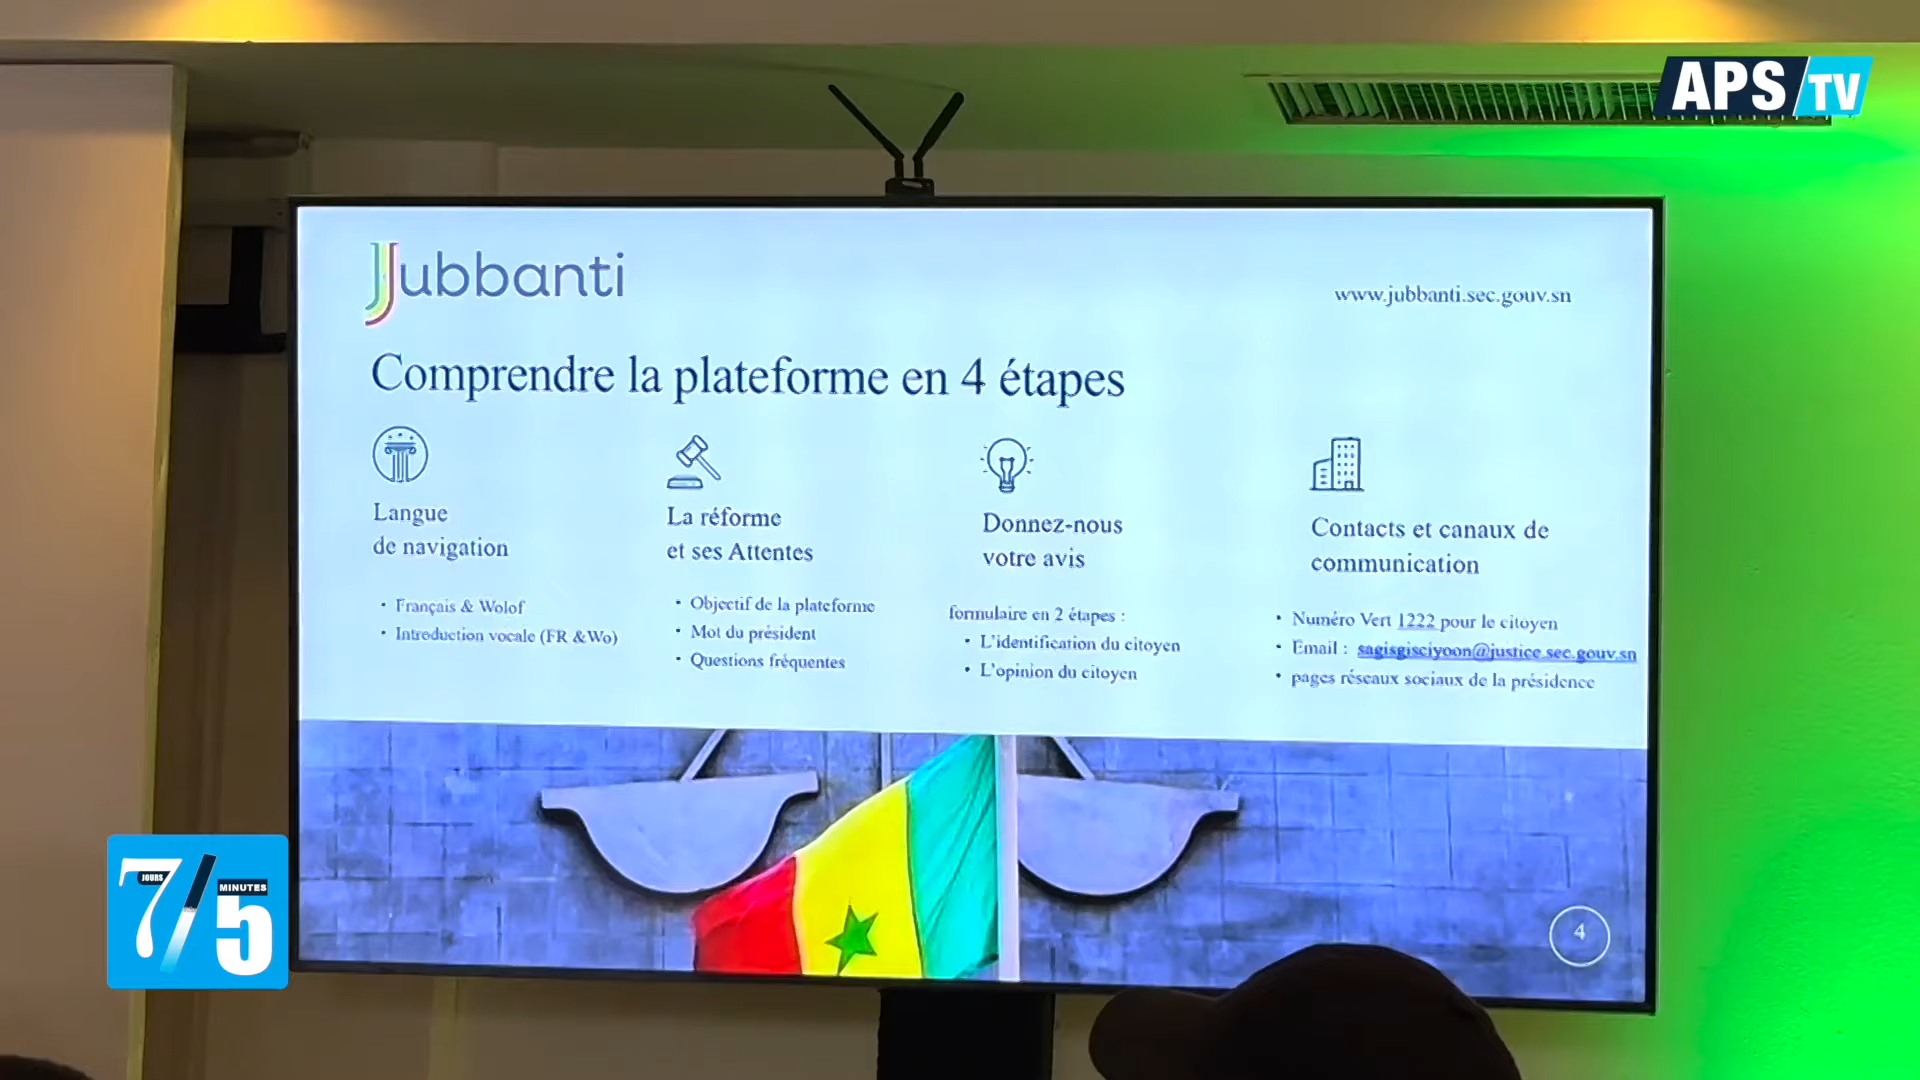 APS TV
Jubbanti
www.jubbanti.sec.gouv.sn
Comprendre la plateforme en 4 étapes
Langue
de navigation
• Français & Wolof
• Introduction vocale (FR &Wo)
La réforme
et ses Attentes
• Objectif de la plateforme
• Mot du président
• Questions fréquentes
Donnez-nous
votre avis
formulaire en 2 étapes :
• L'identification du citoyen
• L'opinion du citoyen
Contacts et canaux de
communication
• Numéro Vert 1222 pour le citoyen
• Email : sagisgisciyoon@justice.sec.gouv.sn
• pages réseaux sociaux de la présidence
4
7 JOURS / 5 MINUTES